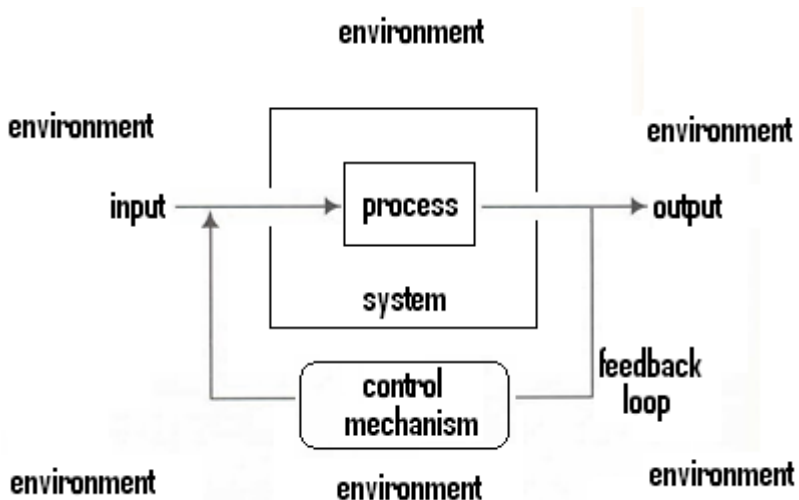 environment
environment
environment
input
process
output
system
feedback
loop
control
mechanism
environment
environment
environment